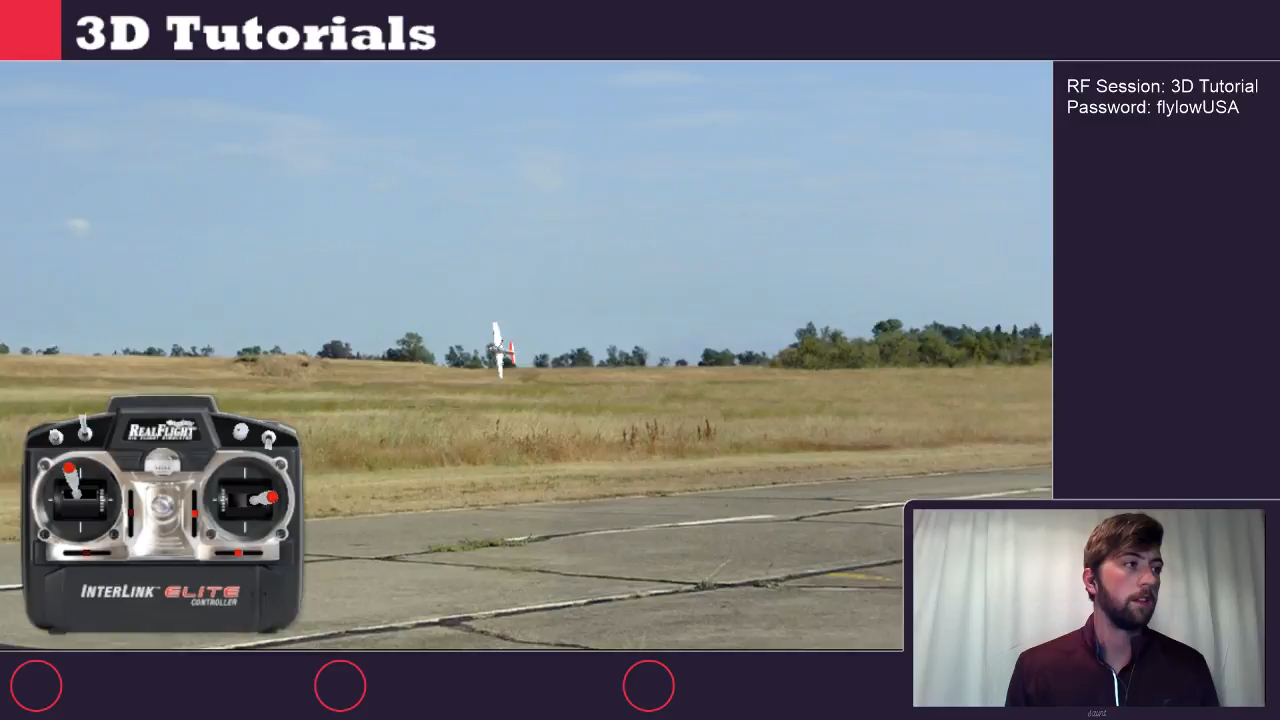 3D Tutorials
RF Session: 3D Tutorial
Password: flylowUSA
REALFLIGHT
INTERLINK ELITE
CONTROLLER